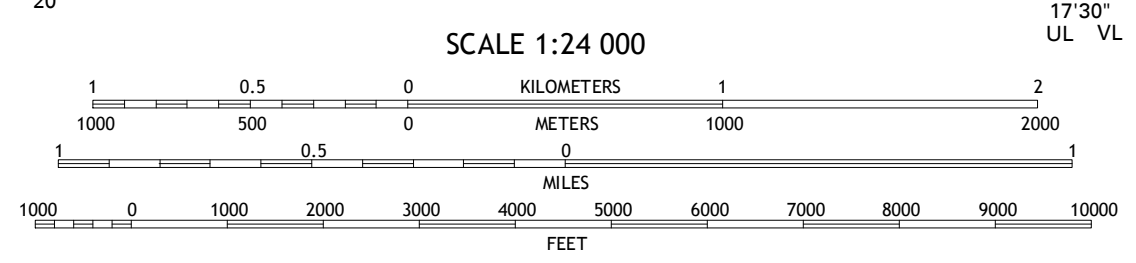 20
17'30"
UL VL
SCALE 1:24 000
1 0.5 0 KILOMETERS 1 2
1000 500 0 METERS 1000 2000
1 0.5 0 1
MILES
1000 0 1000 2000 3000 4000 5000 6000 7000 8000 9000 10000
FEET